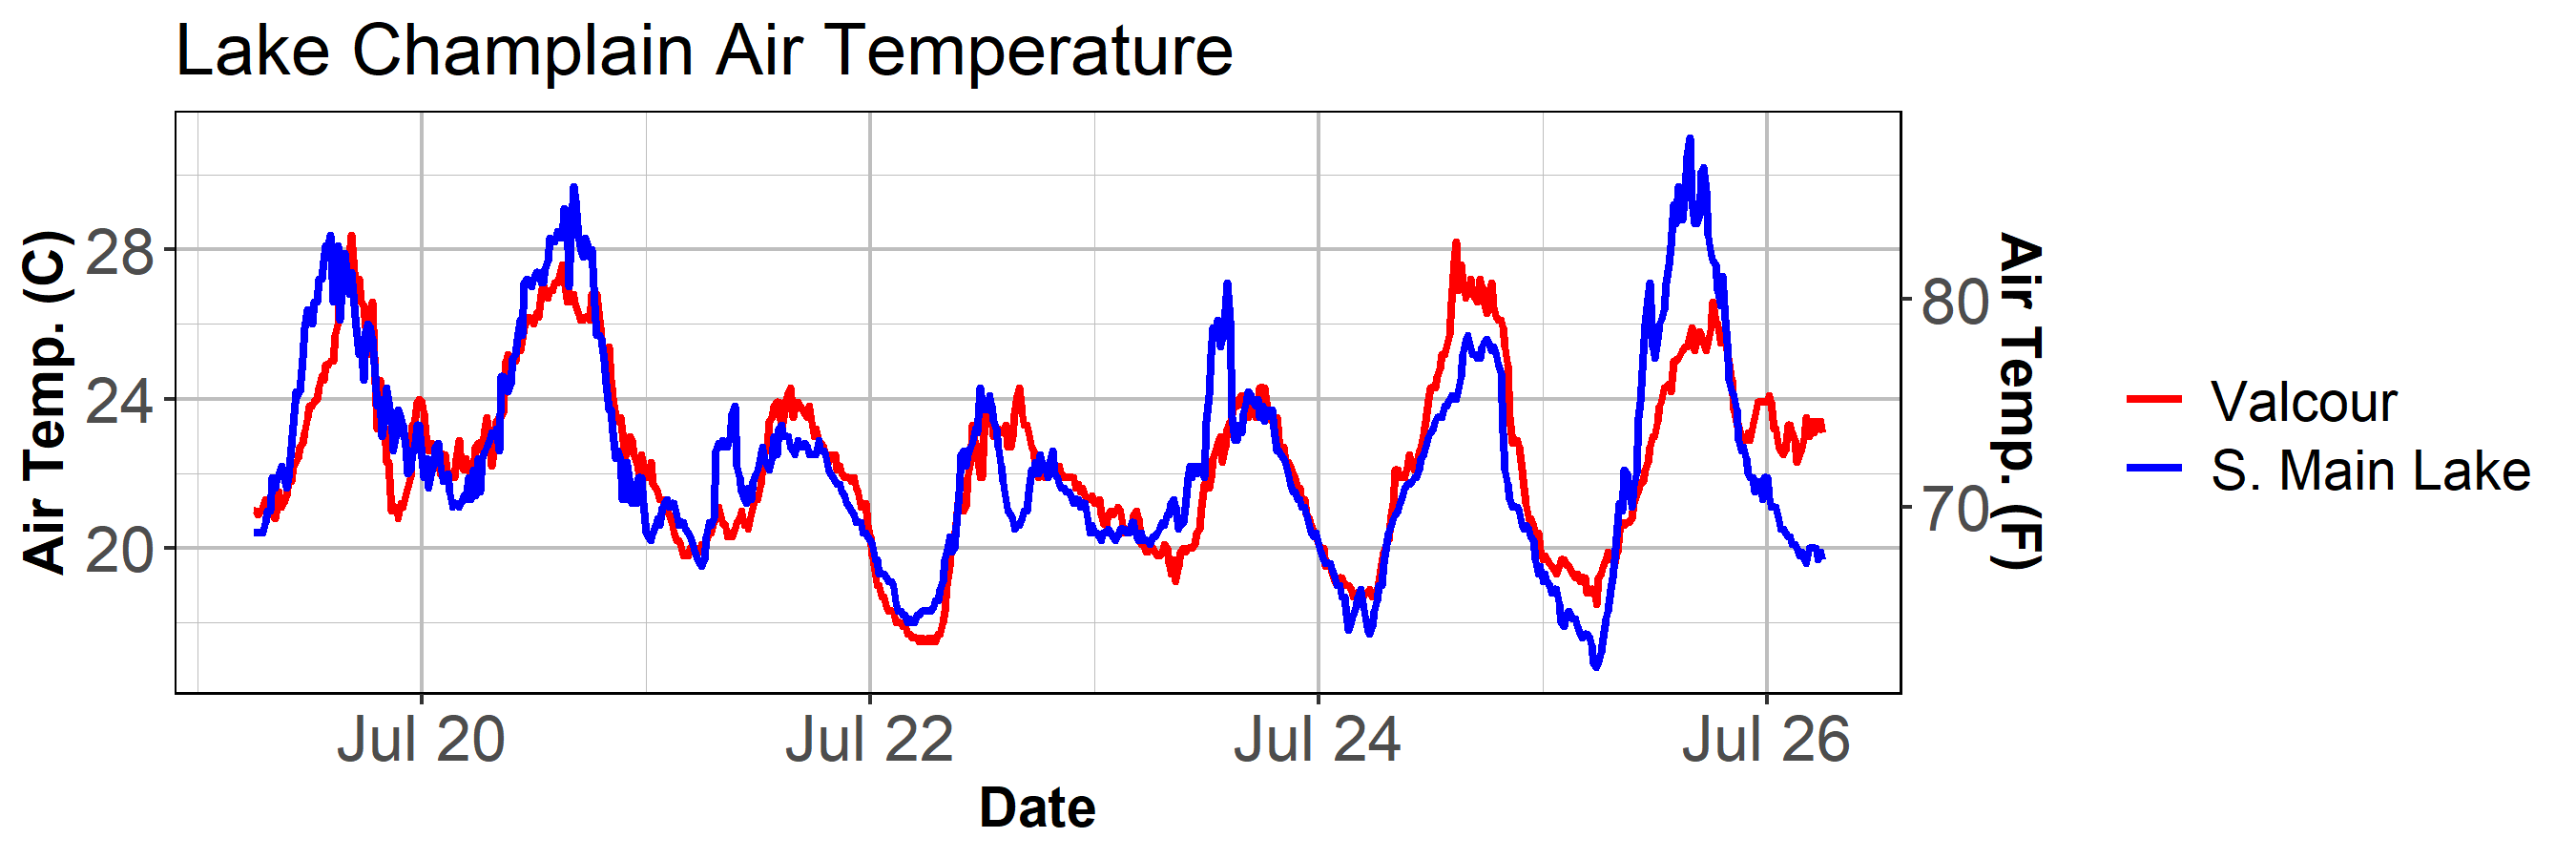 Lake Champlain Air Temperature
Air Temp. (C)
28
24
20
80
70
Air Temp. (F)
Jul 20
Jul 22
Jul 24
Jul 26
Date
Valcour
S. Main Lake